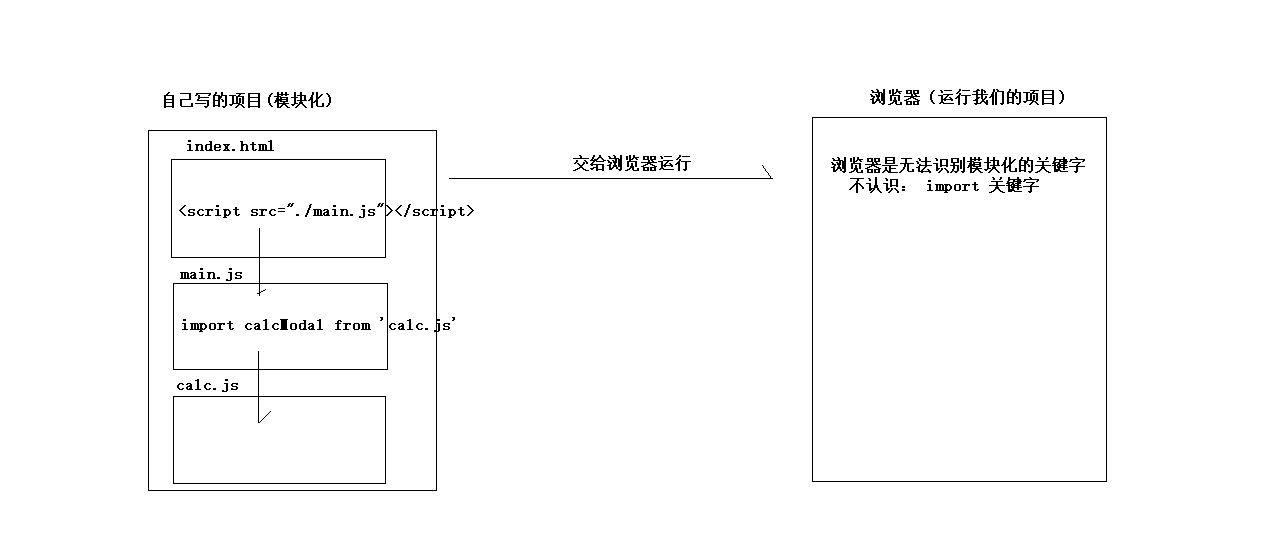 自己写的项目(模块化)
浏览器（运行我们的项目）
index.html
交给浏览器运行
浏览器是无法识别模块化的关键字
不认识： import 关键字
<script src="./main.js"></script>
main.js
import calcModal from 'calc.js'
calc.js